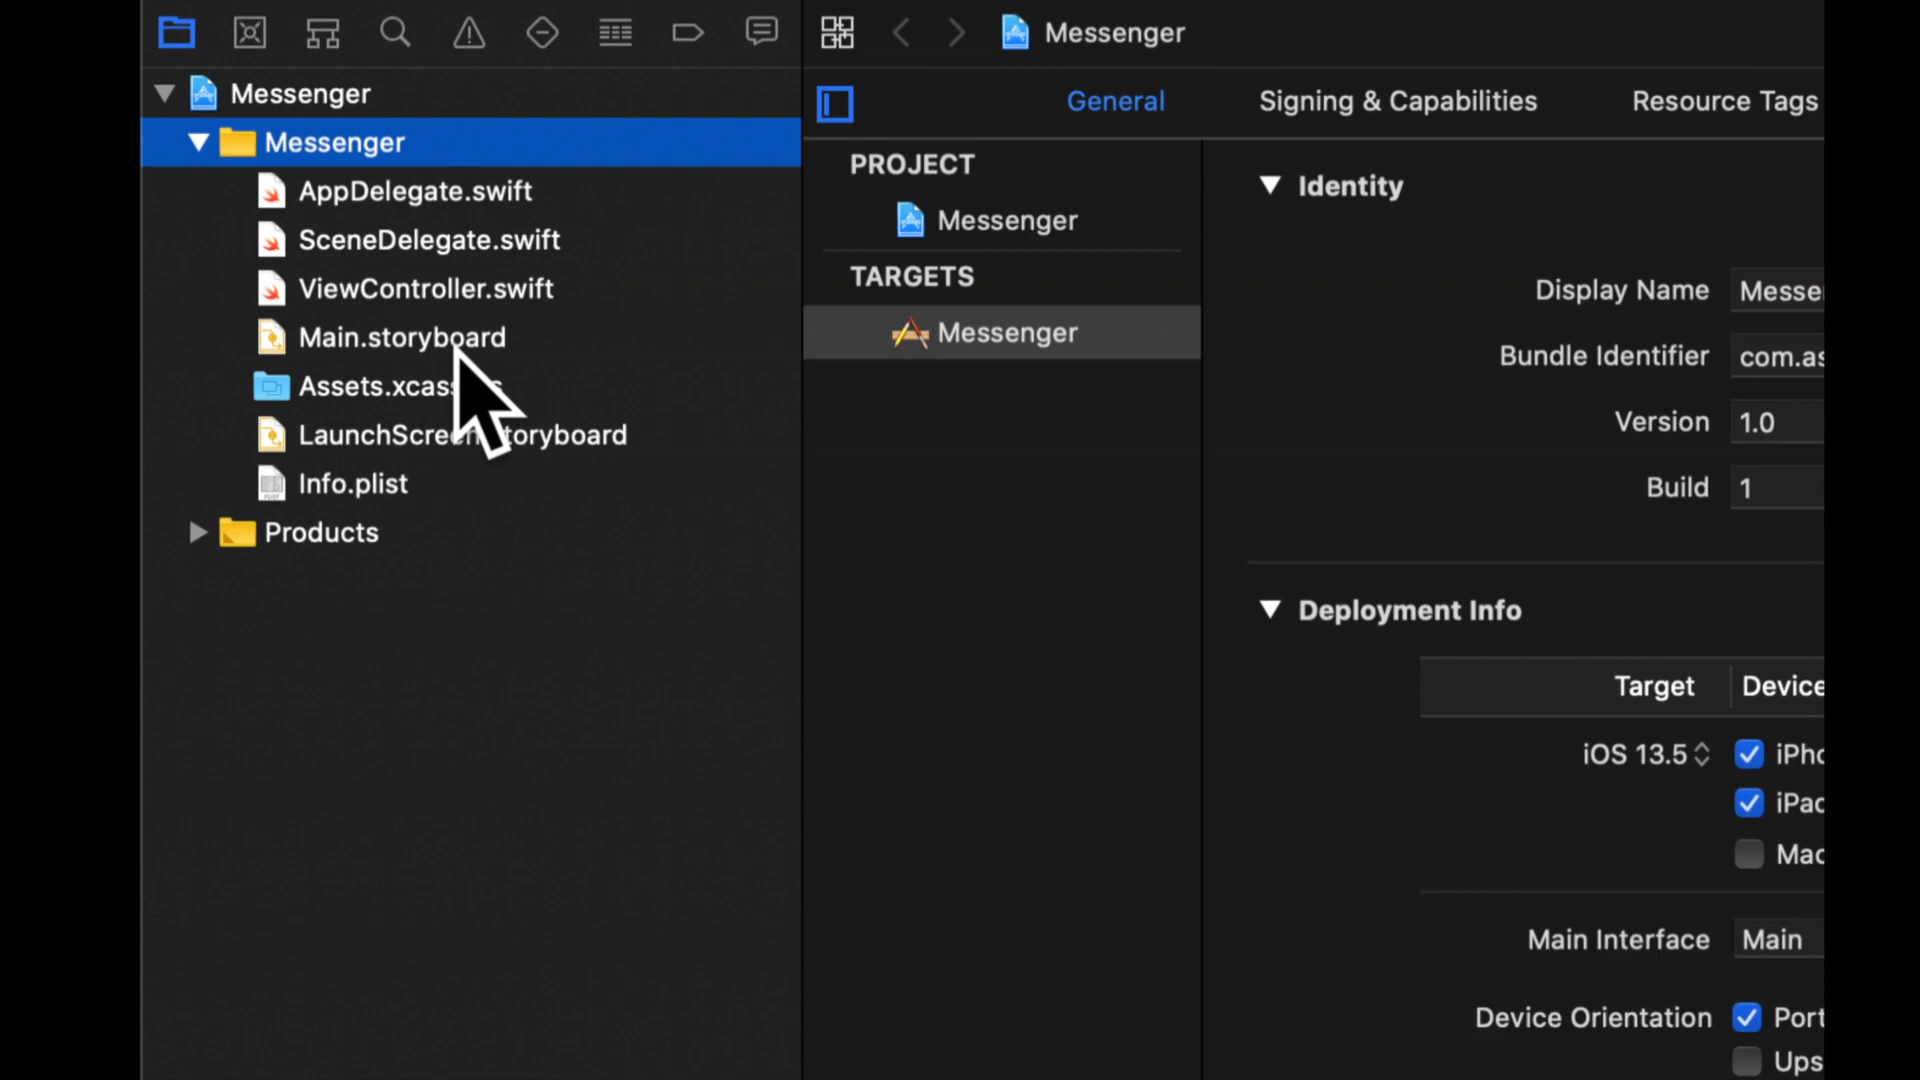 Messenger
Messenger
AppDelegate.swift
SceneDelegate.swift
ViewController.swift
Main.storyboard
Info.plist
Products
Messenger
General
Signing & Capabilities
Resource Tags
PROJECT
Messenger
TARGETS
Messenger
Identity
Display Name
Bundle Identifier
Version 1.0
Build 1
Deployment Info
Target
iOS 13.5
Main Interface Main
Device Orientation